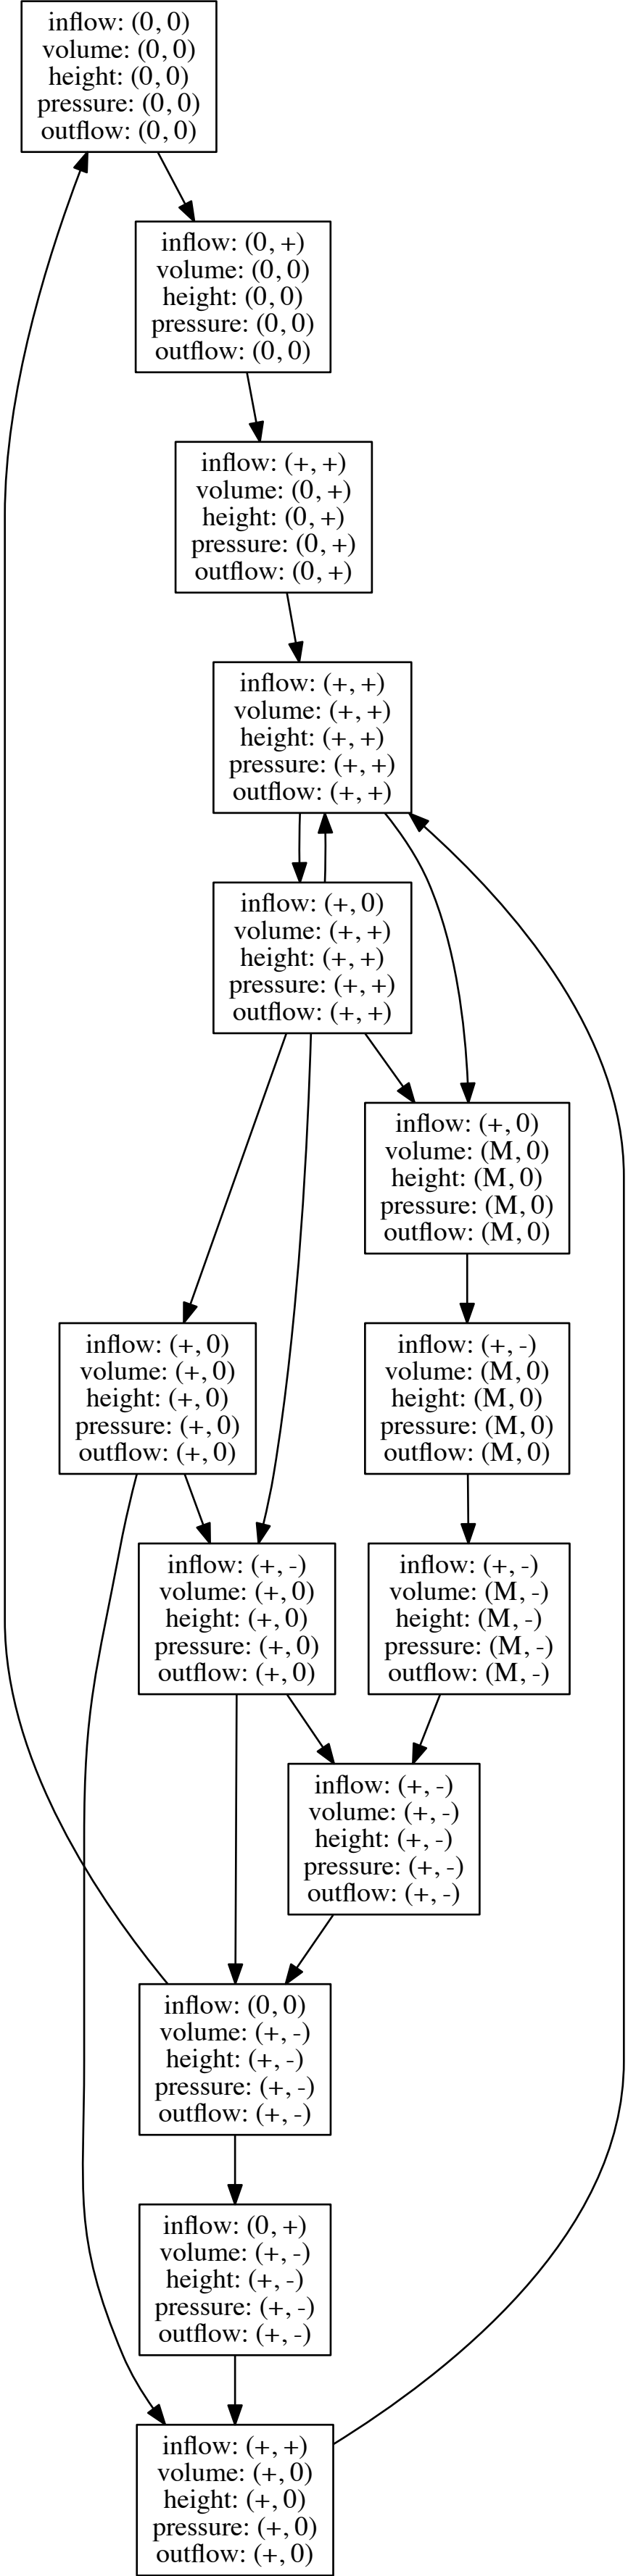 inflow: (0, 0)
volume: (0, 0)
height: (0, 0)
pressure: (0, 0)
outflow: (0, 0)
inflow: (0, +)
volume: (0, 0)
height: (0, 0)
pressure: (0, 0)
outflow: (0, 0)
inflow: (+, +)
volume: (0, +)
height: (0, +)
pressure: (0, +)
outflow: (0, +)
inflow: (+, +)
volume: (+, +)
height: (+, +)
pressure: (+, +)
outflow: (+, +)
inflow: (+, 0)
volume: (+, +)
height: (+, +)
pressure: (+, +)
outflow: (+, +)
inflow: (+, 0)
volume: (M, 0)
height: (M, 0)
pressure: (M, 0)
outflow: (M, 0)
inflow: (+, 0)
volume: (+, 0)
height: (+, 0)
pressure: (+, 0)
outflow: (+, 0)
inflow: (+, -)
volume: (M, 0)
height: (M, 0)
pressure: (M, 0)
outflow: (M, 0)
inflow: (+, -)
volume: (+, 0)
height: (+, 0)
pressure: (+, 0)
outflow: (+, 0)
inflow: (+, -)
volume: (M, -)
height: (M, -)
pressure: (M, -)
outflow: (M, -)
inflow: (+, -)
volume: (+, -)
height: (+, -)
pressure: (+, -)
outflow: (+, -)
inflow: (0, 0)
volume: (+, -)
height: (+, -)
pressure: (+, -)
outflow: (+, -)
inflow: (0, +)
volume: (+, -)
height: (+, -)
pressure: (+, -)
outflow: (+, -)
inflow: (+, +)
volume: (+, 0)
height: (+, 0)
pressure: (+, 0)
outflow: (+, 0)